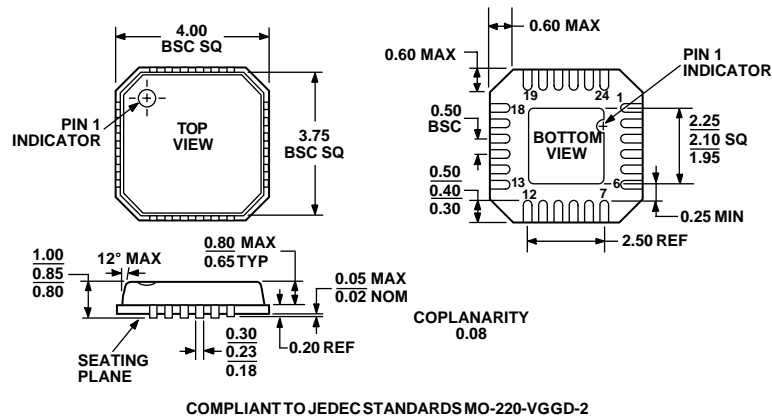 4.00
BSC SQ
PIN 1
INDICATOR
TOP
VIEW
3.75
BSC SQ
0.60 MAX
0.60 MAX
PIN 1
INDICATOR
19
24
18
1
0.50
BSC
BOTTOM
VIEW
2.25
2.10 SQ
1.95
13
12
7
6
0.50
0.40
0.30
0.25 MIN
2.50 REF
1.00
0.85
0.80
12° MAX
0.80 MAX
0.65 TYP
0.05 MAX
0.02 NOM
SEATING
PLANE
0.30
0.23
0.18
0.20 REF
COPLANARITY
0.08
COMPLIANT TO JEDEC STANDARDS MO-220-VGGD-2